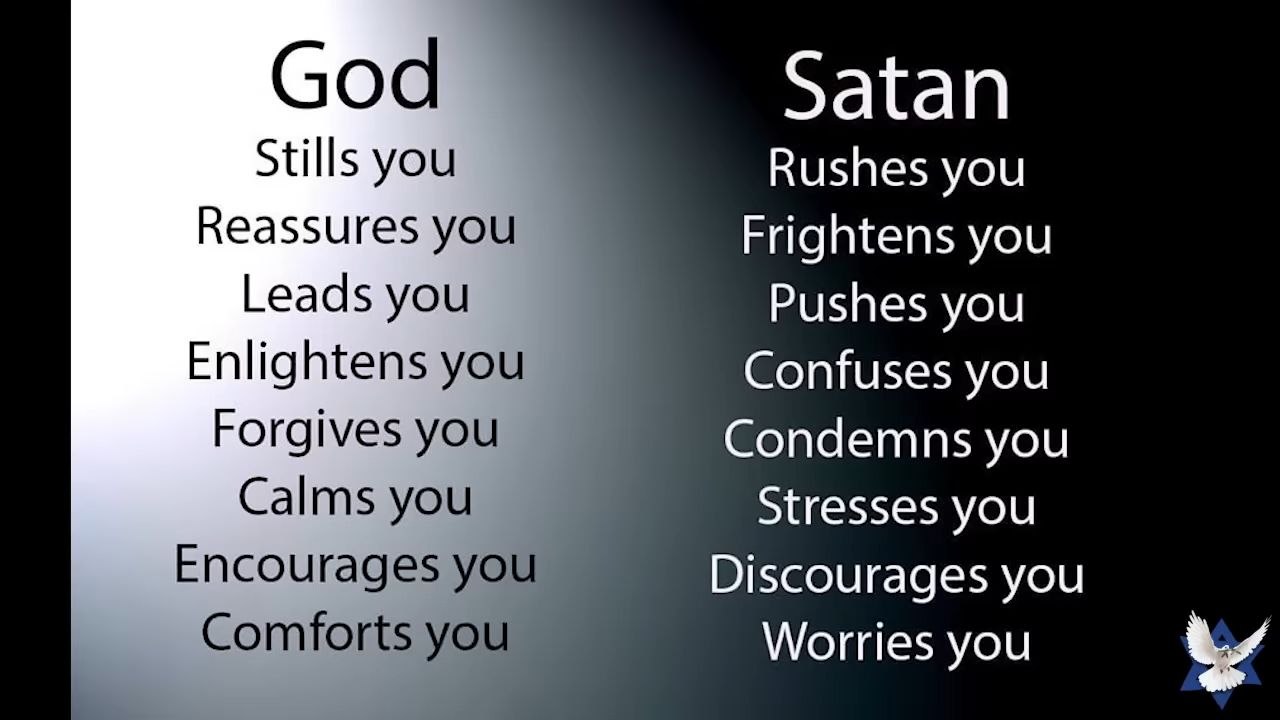 God
Stills you
Reassures you
Leads you
Enlightens you
Forgives you
Calms you
Encourages you
Comforts you
Satan
Rushes you
Frightens you
Pushes you
Confuses you
Condemns you
Stresses you
Discourages you
Worries you